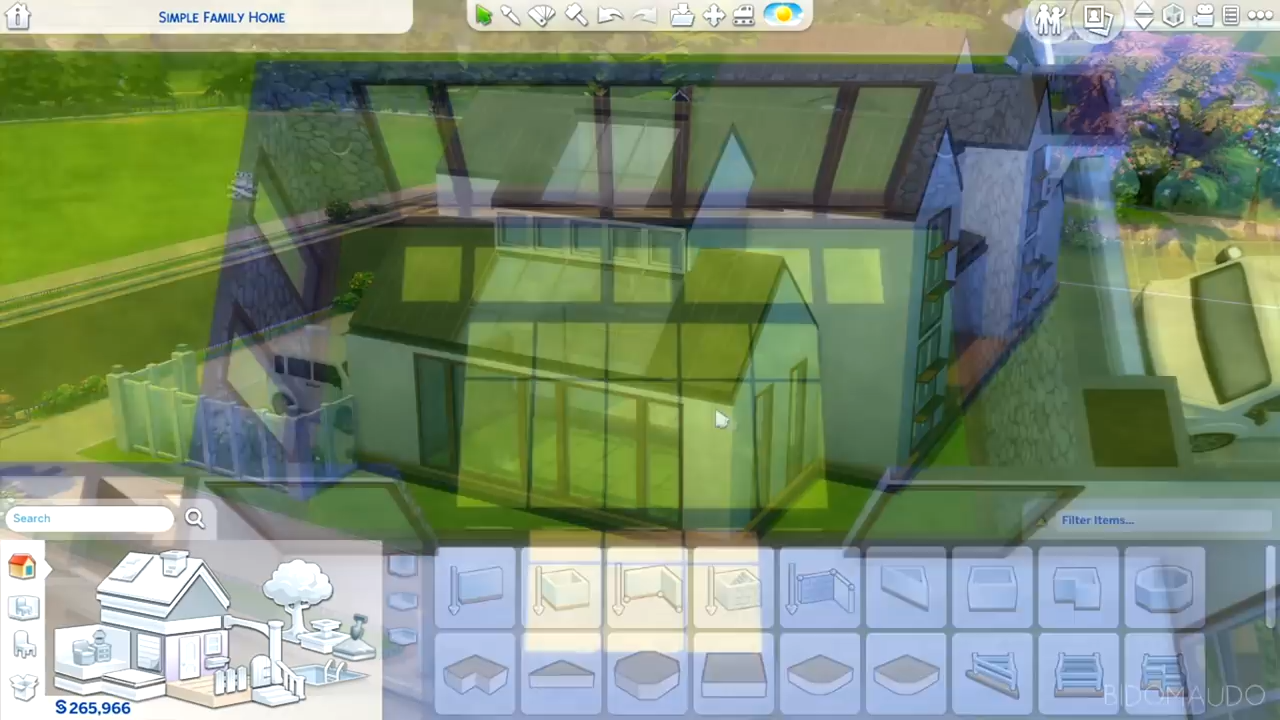 SIMPLE FAMILY HOME
Search
Filter Items...
$265,966
BIDOMAUDO